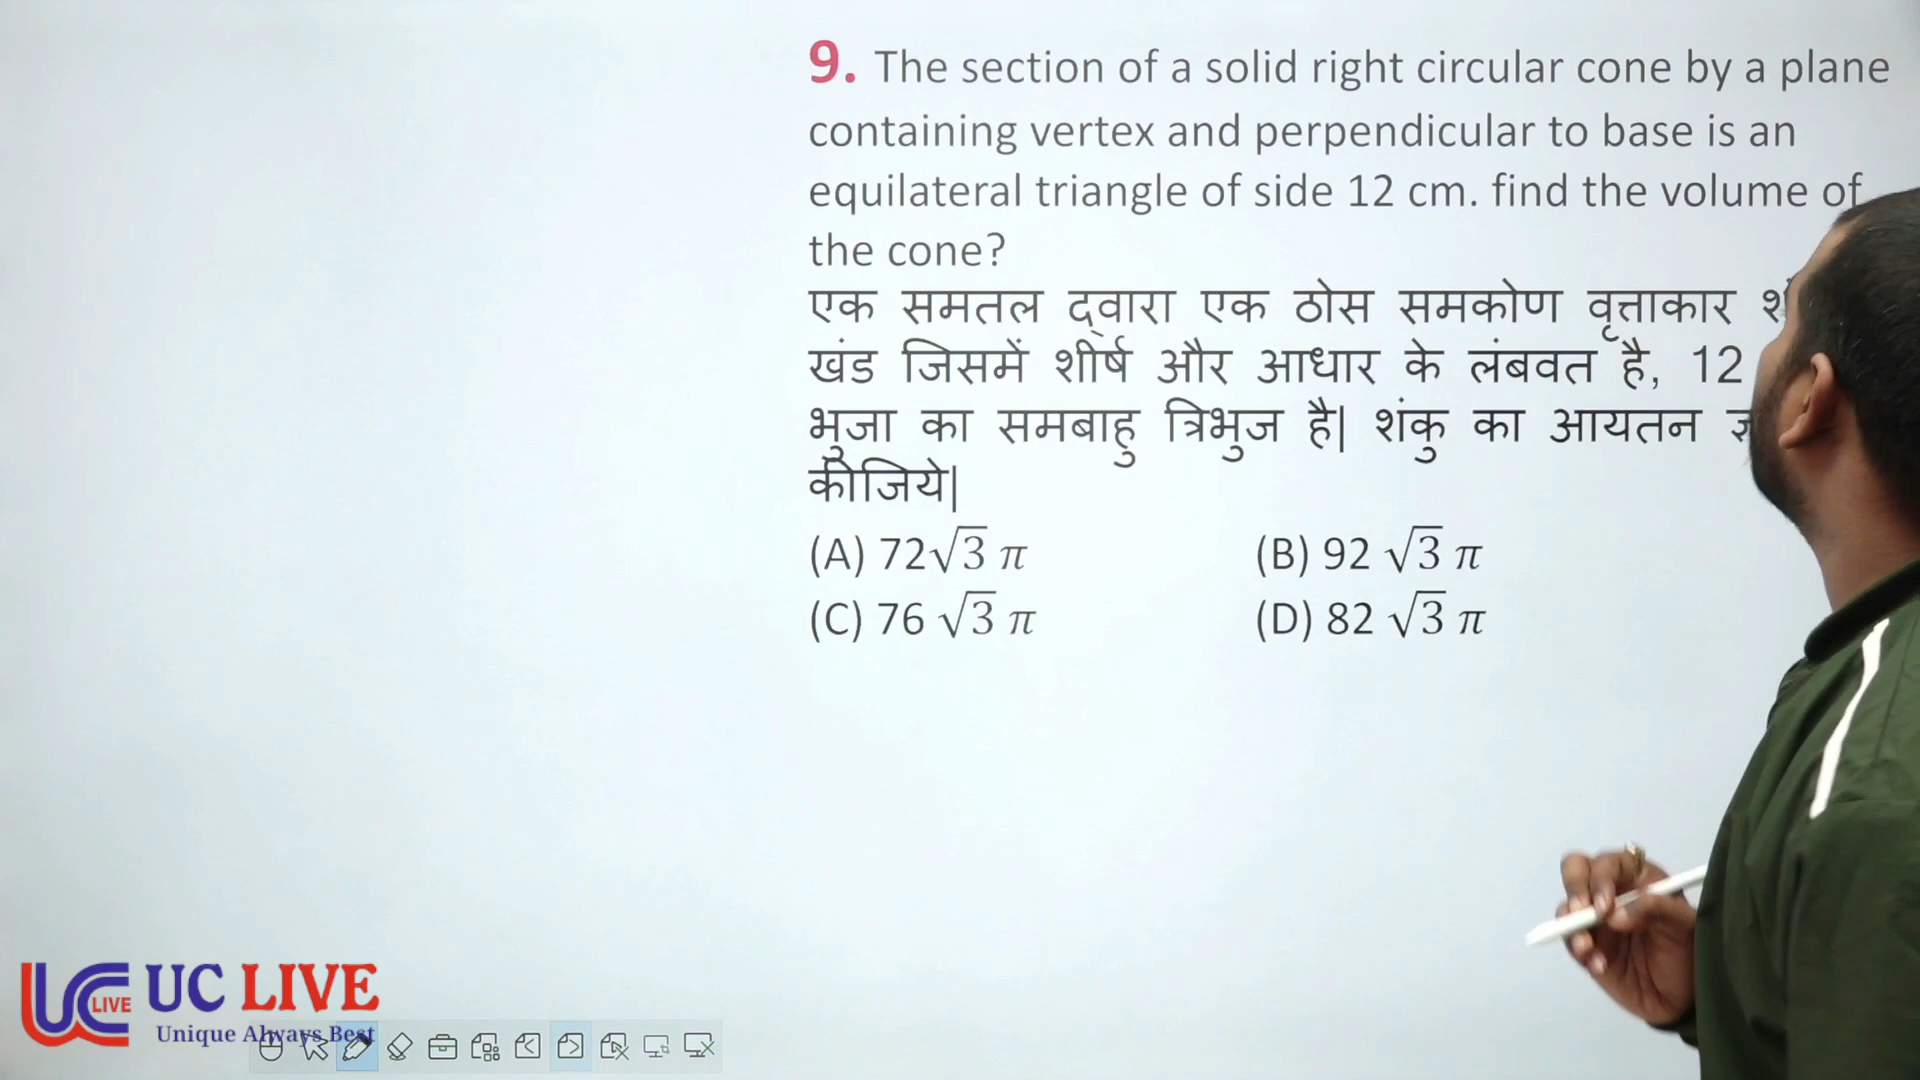 9. The section of a solid right circular cone by a plane
containing vertex and perpendicular to base is an
equilateral triangle of side 12 cm. find the volume of
the cone?
एक समतल द्वारा एक ठोस समकोण वृत्ताकार
खंड जिसमें शीर्ष और आधार के लंबवत है, 12
भुजा का समबाहु त्रिभुज है| शंकु का आयतन
कीजिये|
(A) 72√3 π (B) 92 √3 π
(C) 76 √3 π (D) 82 √3 π
UC LIVE UC LIVE
Unique Always Best